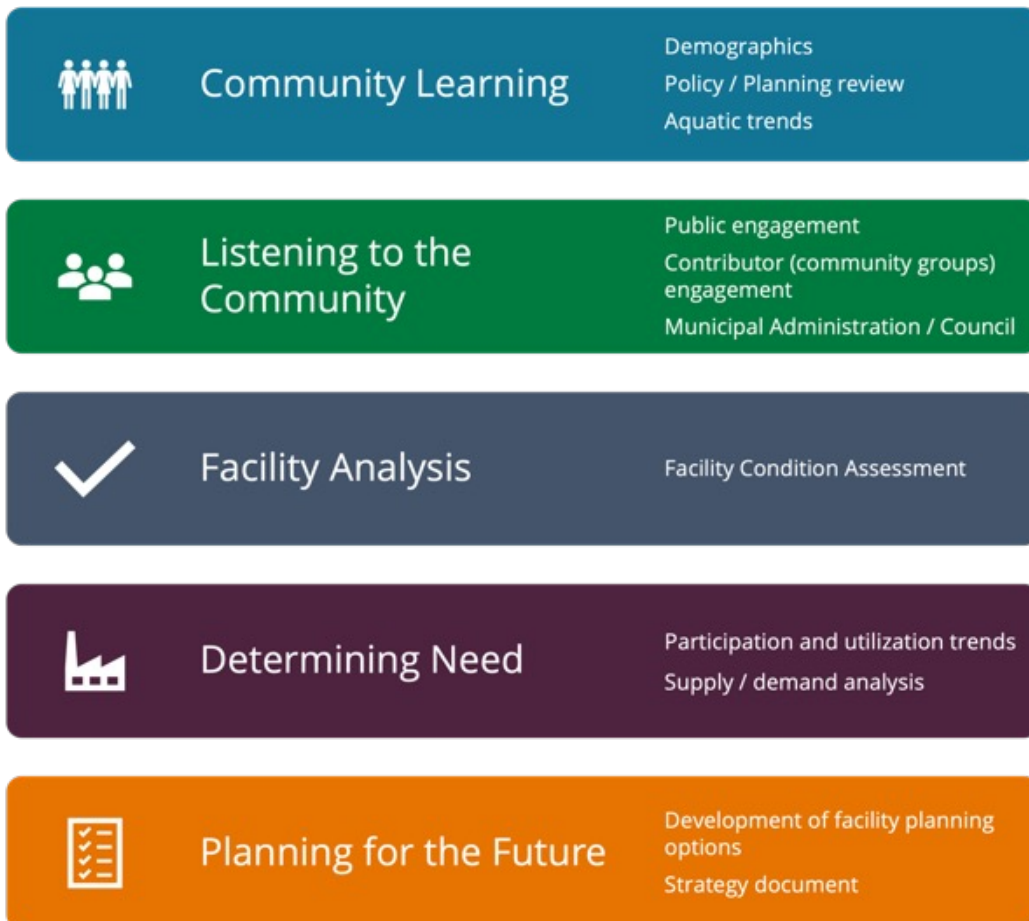 Community Learning
Demographics
Policy / Planning review
Aquatic trends
Listening to the
Community
Public engagement
Contributor (community groups)
engagement
Municipal Administration / Council
Facility Analysis
Facility Condition Assessment
Determining Need
Participation and utilization trends
Supply / demand analysis
Planning for the Future
Development of facility planning
options
Strategy document